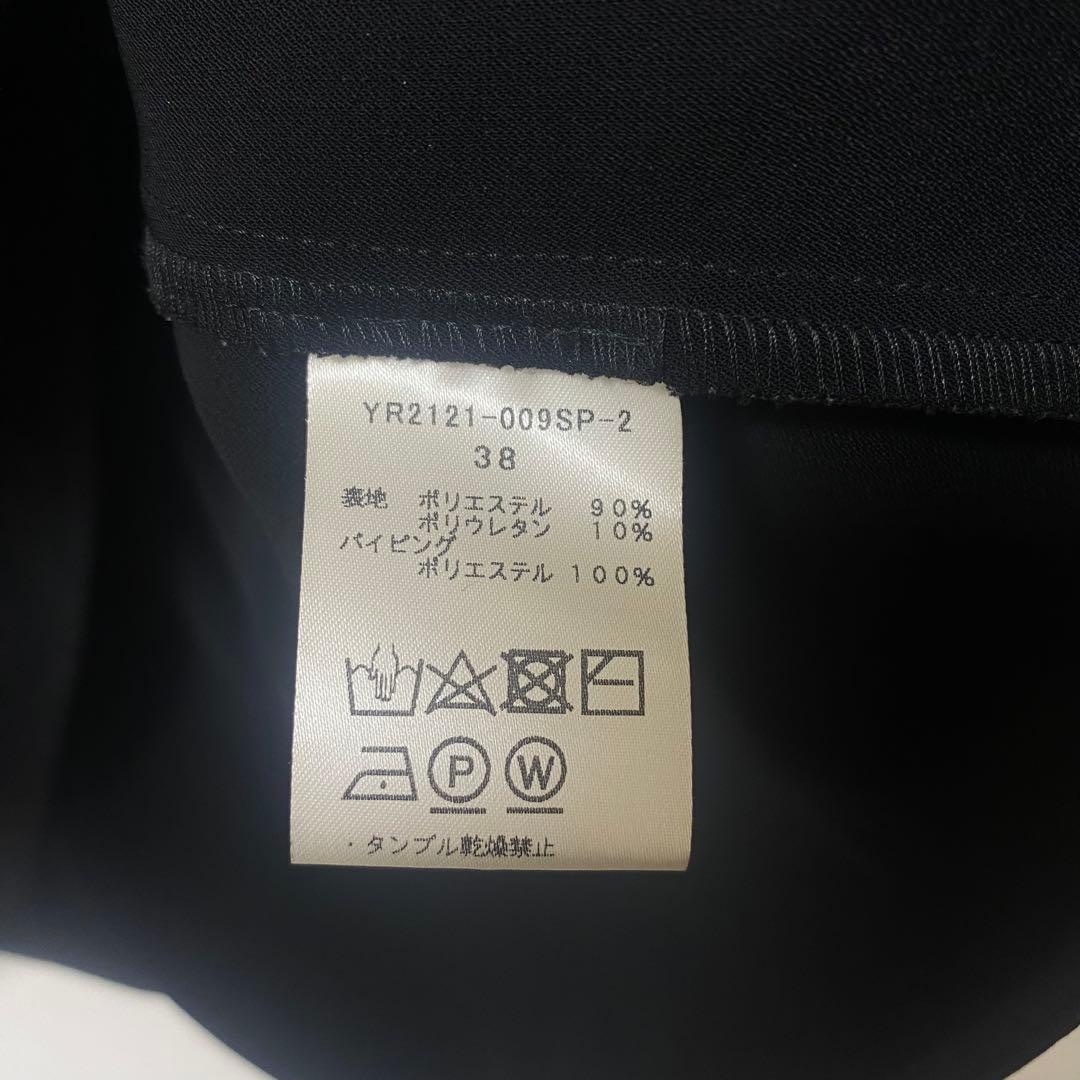 YR2121-009SP-2
38
表地 ポリエステル 90%
ポリウレタン 10%
パイピング
ポリエステル 100%
P W
・タンブル乾燥禁止